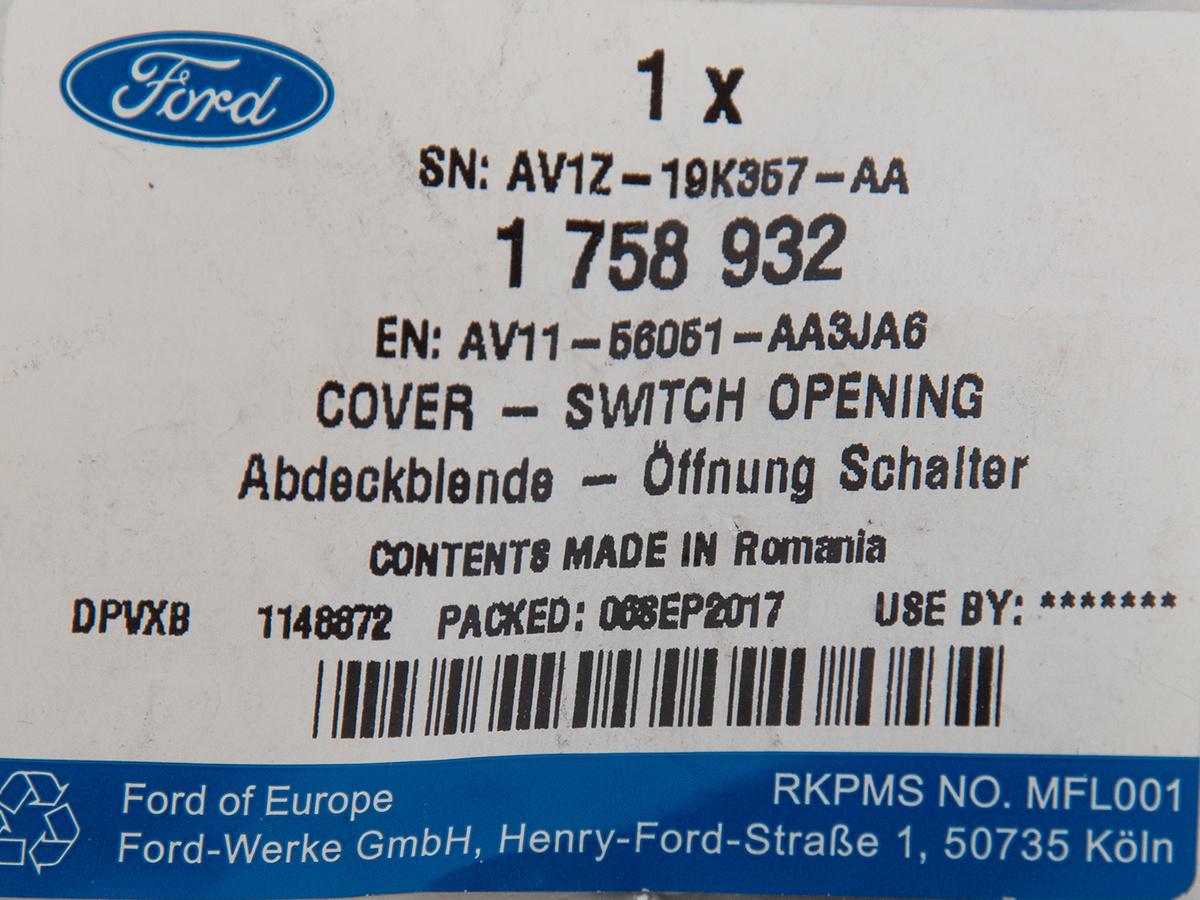 Ford
1 x
SN: AV1Z-19K357-AA
1 758 932
EN: AV11-56051-AA3JA6
COVER - SWITCH OPENING
Abdeckblende - Öffnung Schalter
CONTENTS MADE IN Romania
DPVXB 1148872 PACKED: 06SEP2017 USE BY: *******
Ford of Europe RKPMS NO. MFL001
Ford-Werke GmbH, Henry-Ford-Straße 1, 50735 Köln